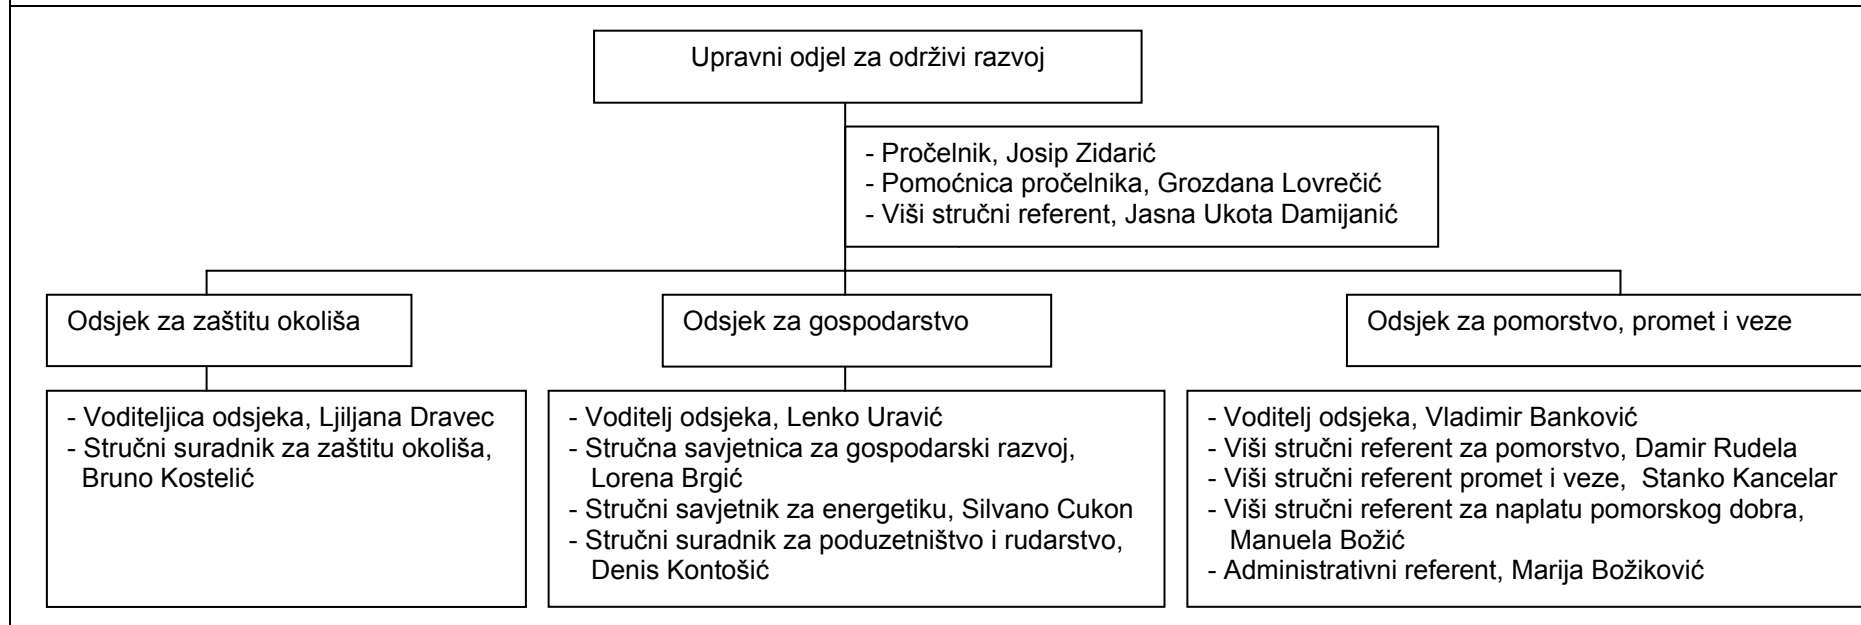 Upravni odjel za održivi razvoj
- Pročelnik, Josip Zidarić
- Pomoćnica pročelnika, Grozdana Lovrečić
- Viši stručni referent, Jasna Ukota Damijanić
Odsjek za zaštitu okoliša
Odsjek za gospodarstvo
Odsjek za pomorstvo, promet i veze
- Voditeljica odsjeka, Ljiljana Dravec
- Stručni suradnik za zaštitu okoliša,
Bruno Kostelić
- Voditelj odsjeka, Lenko Uravić
- Stručna savjetnica za gospodarski razvoj,
Lorena Brgić
- Stručni savjetnik za energetiku, Silvano Cukon
- Stručni suradnik za poduzetništvo i rudarstvo,
Denis Kontošić
- Voditelj odsjeka, Vladimir Banković
- Viši stručni referent za pomorstvo, Damir Rudela
- Viši stručni referent promet i veze, Stanko Kancelar
- Viši stručni referent za naplatu pomorskog dobra,
Manuela Božić
- Administrativni referent, Marija Božiković